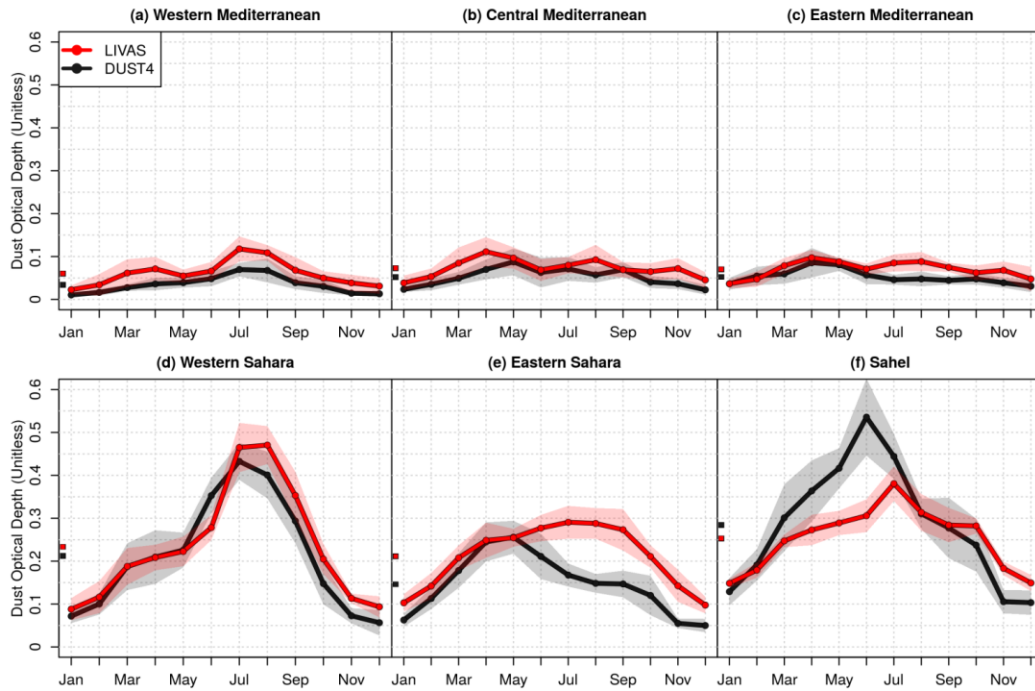 (a) Western Mediterranean (b) Central Mediterranean (c) Eastern Mediterranean
LIVAS
DUST4
Dust Optical Depth (Unitless)
0.6
0.5
0.4
0.3
0.2
0.1
0
Jan Mar May Jul Sep Nov Jan Mar May Jul Sep Nov Jan Mar May Jul Sep Nov
(d) Western Sahara (e) Eastern Sahara (f) Sahel
Dust Optical Depth (Unitless)
0.6
0.5
0.4
0.3
0.2
0.1
0
Jan Mar May Jul Sep Nov Jan Mar May Jul Sep Nov Jan Mar May Jul Sep Nov